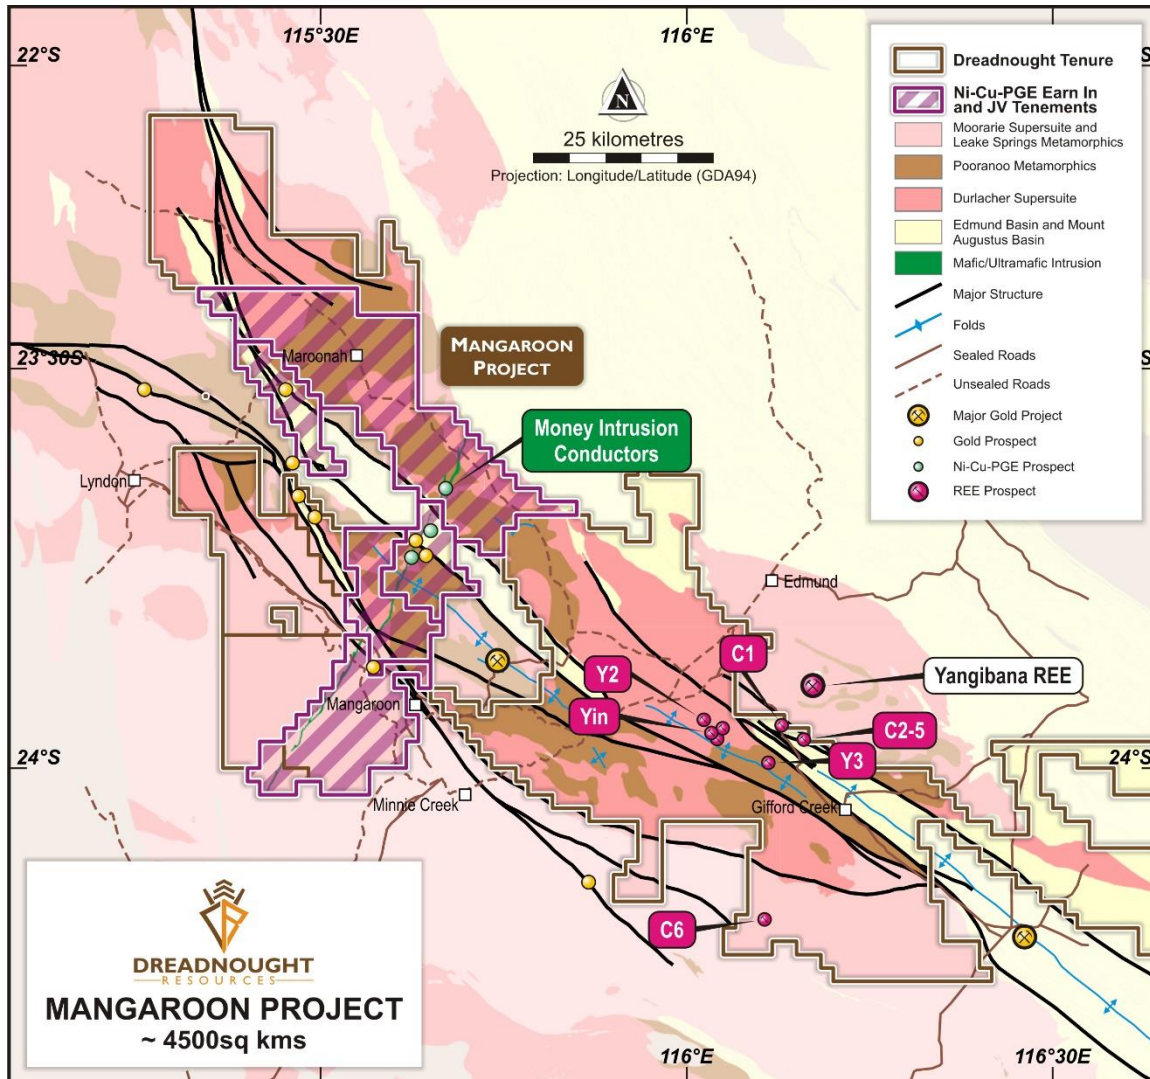 115°30E
116°E
22°S
S
N
25 kilometres
Projection: Longitude/Latitude (GDA94)
Dreadnought Tenure
Ni-Cu-PGE Earn In
and JV Tenements
Moorarie Supersuite and
Leake Springs Metamorphics
Pooranoo Metamorphics
Durlacher Supersuite
Edmund Basin and Mount
Augustus Basin
Mafic/Ultramafic Intrusion
Major Structure
Folds
Sealed Roads
Unsealed Roads
Major Gold Project
Gold Prospect
Ni-Cu-PGE Prospect
REE Prospect
23°30S
S
Maroonah
MANGAROON
PROJECT
Money Intrusion
Conductors
Lyndon
Edmund
C1
Y2
Yangibana REE
Yin
Mangaroon
C2-5
Y3
24°S
24°S
Minnie Creek
Gifford Creek
C6
DREADNOUGHT
RESOURCES
MANGAROON PROJECT
~ 4500sq kms
116°E
116°30E